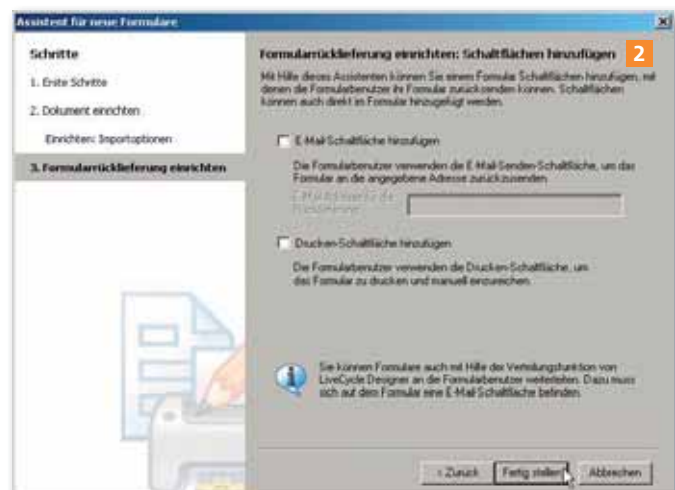 Assistent für neue Formulare
Schritte
1. Erste Schritte
2. Dokument einrichten
Einrichten: Importoptionen
3. Formularrücklieferung einrichten
Formularrücklieferung einrichten: Schaltflächen hinzufügen
2
Mit Hilfe dieses Assistenten können Sie einem Formular Schaltflächen hinzufügen, mit
denen die Formularbenutzer ihr Formular zurücksenden können. Schaltflächen
können auch direkt im Formular hinzugefügt werden.
E-Mail-Schaltfläche hinzufügen
Die Formularbenutzer verwenden die E-Mail-Senden-Schaltfläche, um das
Formular an die angegebene Adresse zurückzusenden.
E-Mail-Adresse für die
Drucken-Schaltfläche hinzufügen
Die Formularbenutzer verwenden die Drucken-Schaltfläche, um
das Formular zu drucken und manuell einzureichen.
Sie können Formulare auch mit Hilfe der Verteilungsfunktion von
LiveCycle Designer an die Formularbenutzer weiterleiten. Dazu muss
sich auf dem Formular eine E-Mail-Schaltfläche befinden.
< Zurück
Fertig stellen
Abbrechen